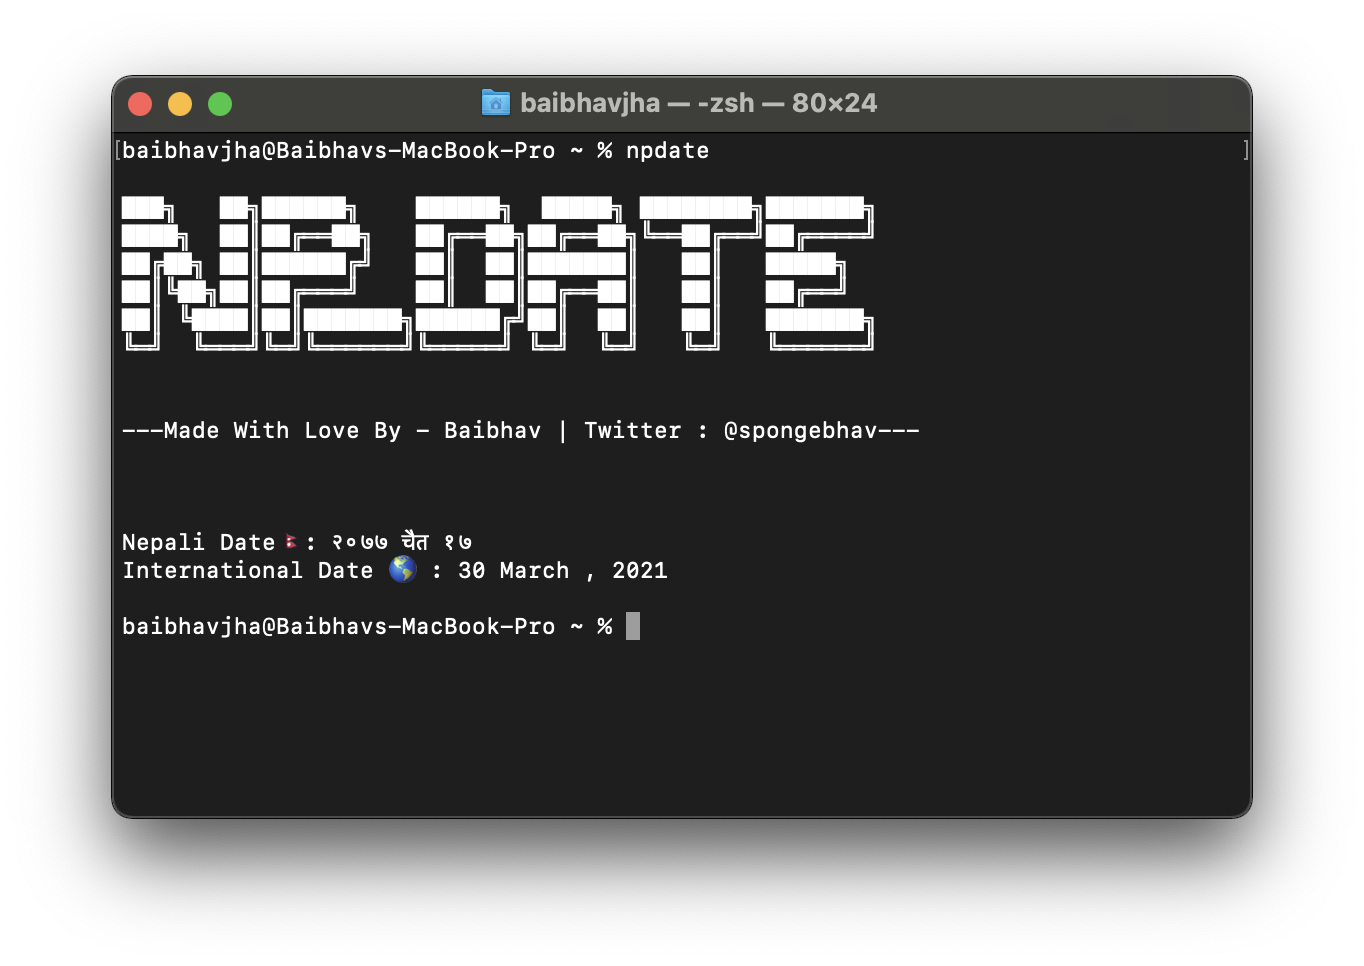 baibhavjha — -zsh — 80×24
[baibhavjha@Baibhavs-MacBook-Pro ~ % npdate ]
NP_DATE
---Made With Love By - Baibhav | Twitter : @spongebhav---
Nepali Date🇳🇵: २०७७ चैत १७
International Date 🌎 : 30 March , 2021
baibhavjha@Baibhavs-MacBook-Pro ~ %